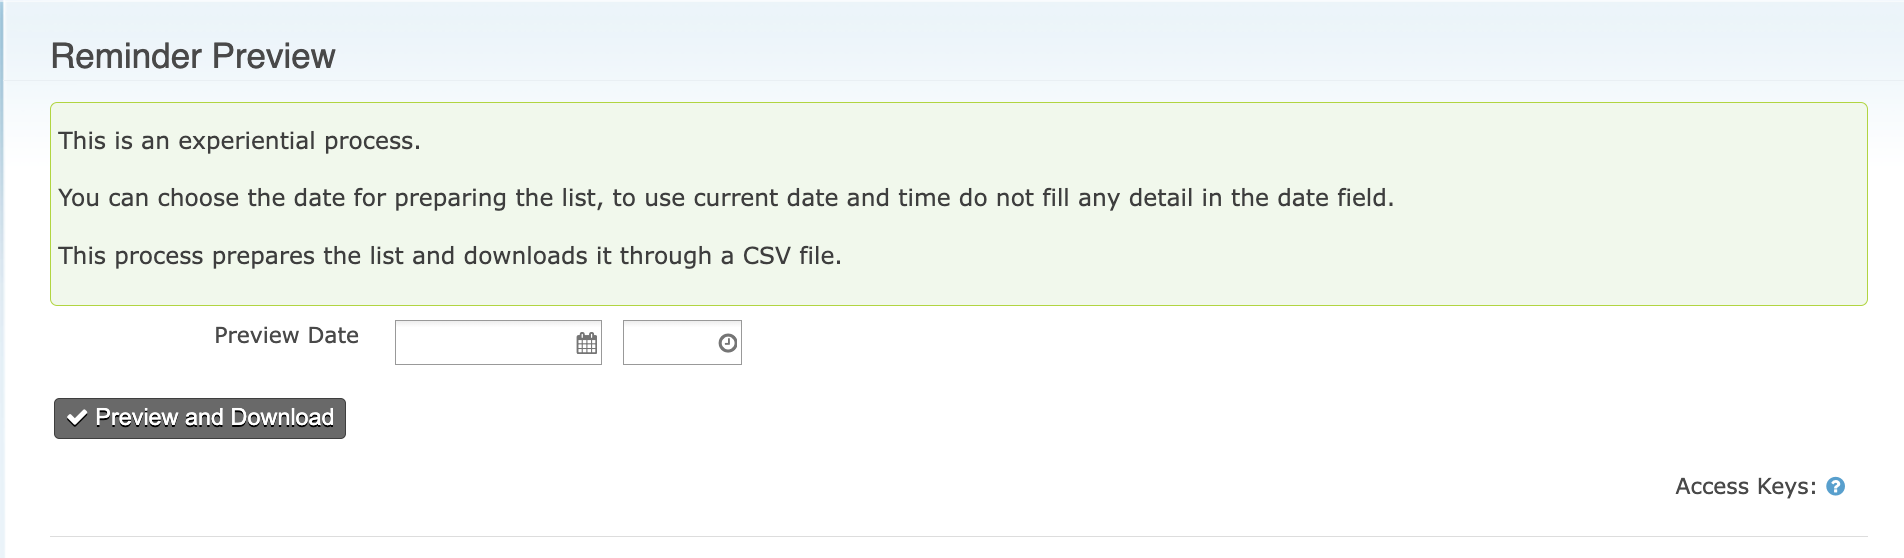 Reminder Preview
This is an experiential process.
You can choose the date for preparing the list, to use current date and time do not fill any detail in the date field.
This process prepares the list and downloads it through a CSV file.
Preview Date
Preview and Download
Access Keys: